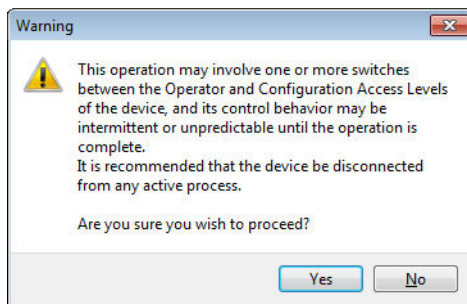 Warning
This operation may involve one or more switches
between the Operator and Configuration Access Levels
of the device, and its control behavior may be
intermittent or unpredictable until the operation is
complete.
It is recommended that the device be disconnected
from any active process.
Are you sure you wish to proceed?
Yes
No